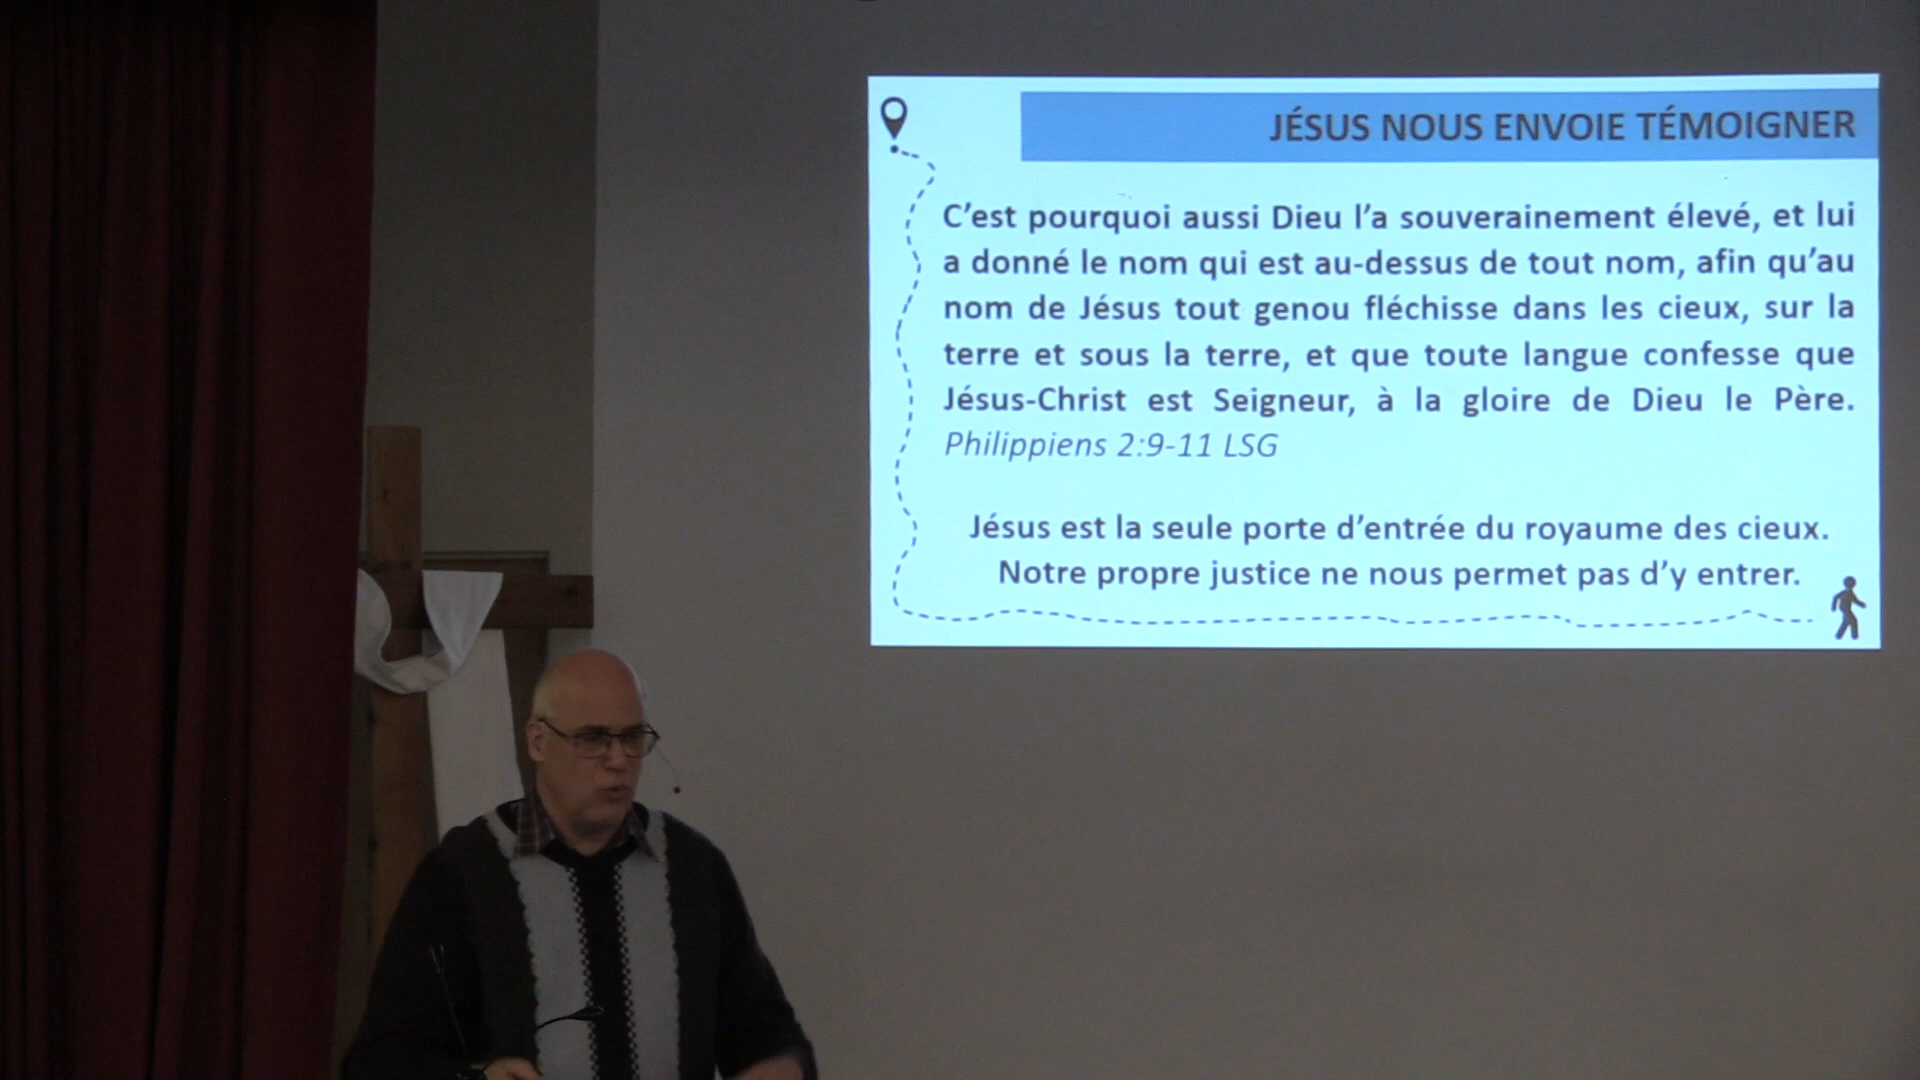 JÉSUS NOUS ENVOIE TÉMOIGNER
C'est pourquoi aussi Dieu l'a souverainement élevé, et lui
a donné le nom qui est au-dessus de tout nom, afin qu'au
nom de Jésus tout genou fléchisse dans les cieux, sur la
terre et sous la terre, et que toute langue confesse que
Jésus-Christ est Seigneur, à la gloire de Dieu le Père.
Philippiens 2:9-11 LSG
Jésus est la seule porte d'entrée du royaume des cieux.
Notre propre justice ne nous permet pas d'y entrer.